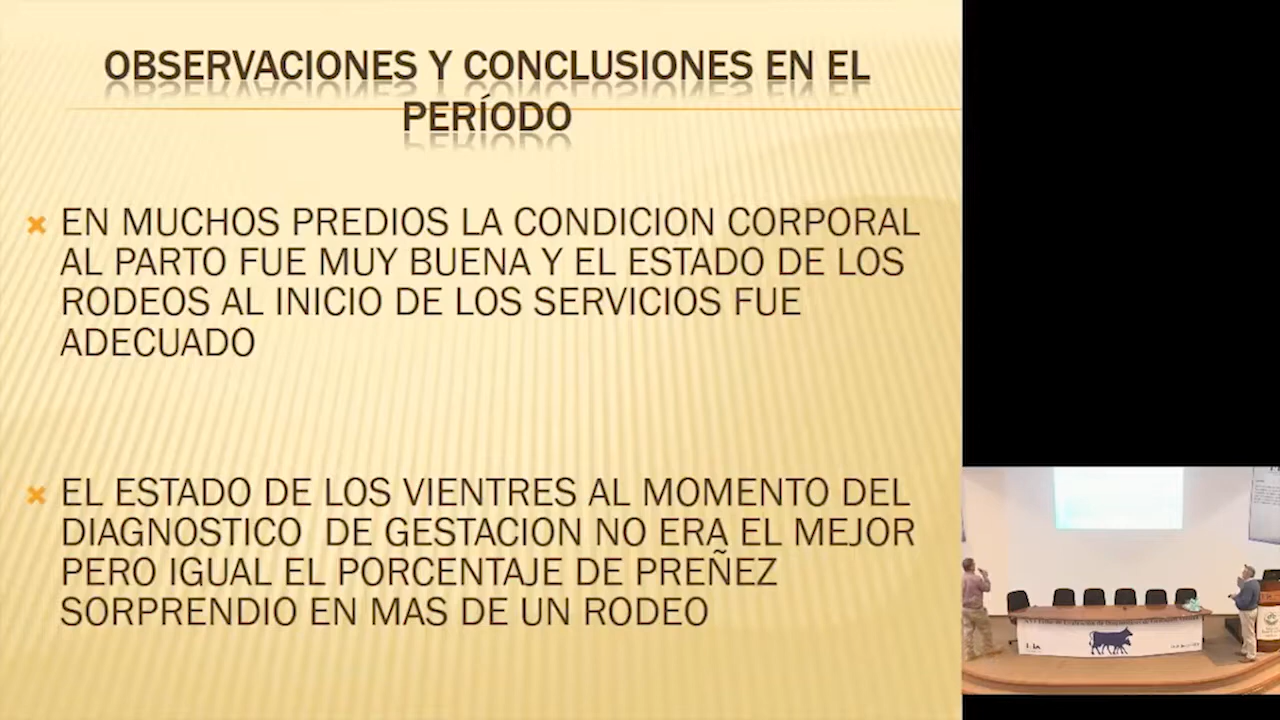 OBSERVACIONES Y CONCLUSIONES EN EL
PERÍODO
EN MUCHOS PREDIOS LA CONDICION CORPORAL
AL PARTO FUE MUY BUENA Y EL ESTADO DE LOS
RODEOS AL INICIO DE LOS SERVICIOS FUE
ADECUADO
EL ESTADO DE LOS VIENTRES AL MOMENTO DEL
DIAGNOSTICO DE GESTACION NO ERA EL MEJOR
PERO IGUAL EL PORCENTAJE DE PREÑEZ
SORPRENDIO EN MAS DE UN RODEO